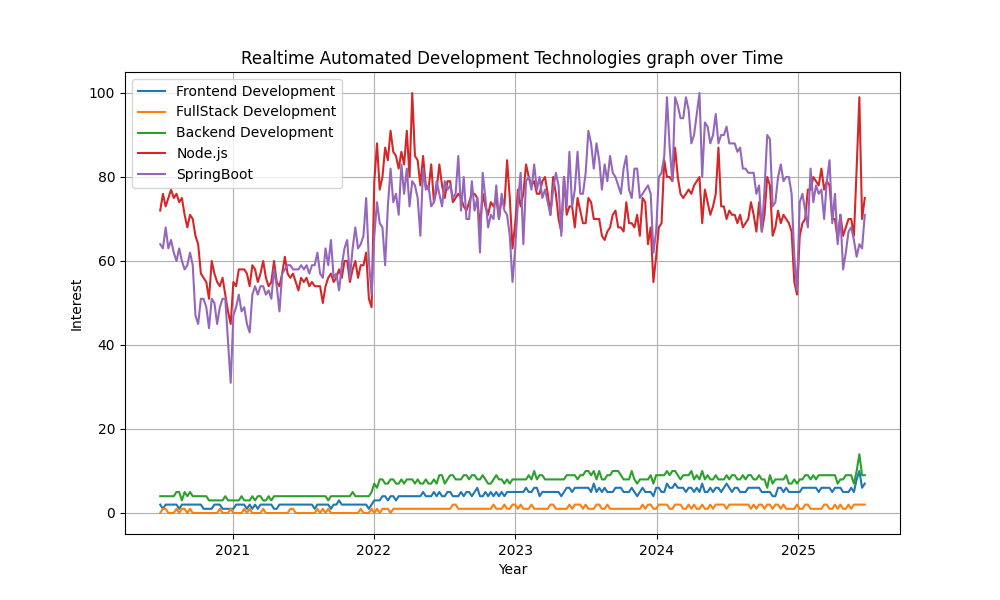 Realtime Automated Development Technologies graph over Time
Frontend Development
FullStack Development
Backend Development
Node.js
SpringBoot
100
80
60
40
20
0
Interest
2021
2022
2023
2024
2025
Year